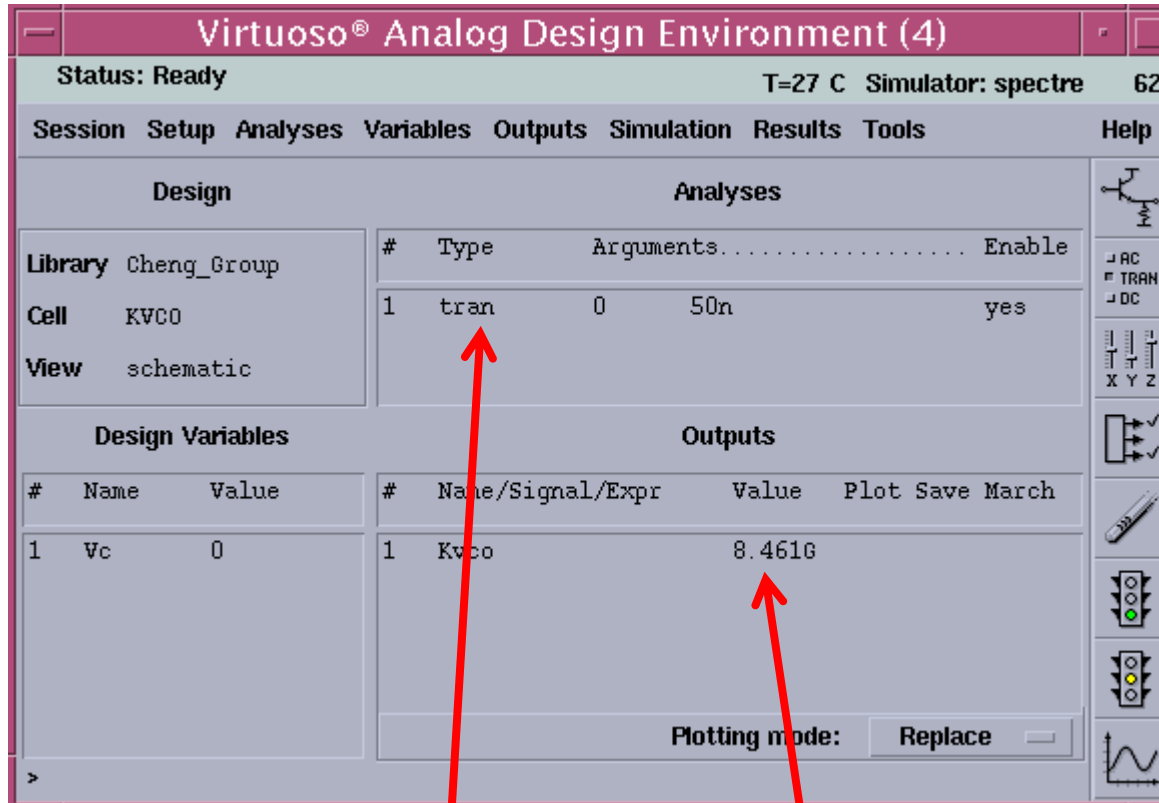 Virtuoso® Analog Design Environment (4)
Status: Ready T=27 C Simulator: spectre 62
Session Setup Analyses Variables Outputs Simulation Results Tools Help
Design
Library Cheng_Group
Cell KVCO
View schematic
Analyses
# Type Arguments................... Enable
1 tran 0 50n yes
Design Variables
# Name Value
1 Vc 0
Outputs
# Name/Signal/Expr Value Plot Save March
1 Kvco 8.461G
Plotting mode: Replace
>
AC
TRAN
DC
X Y Z